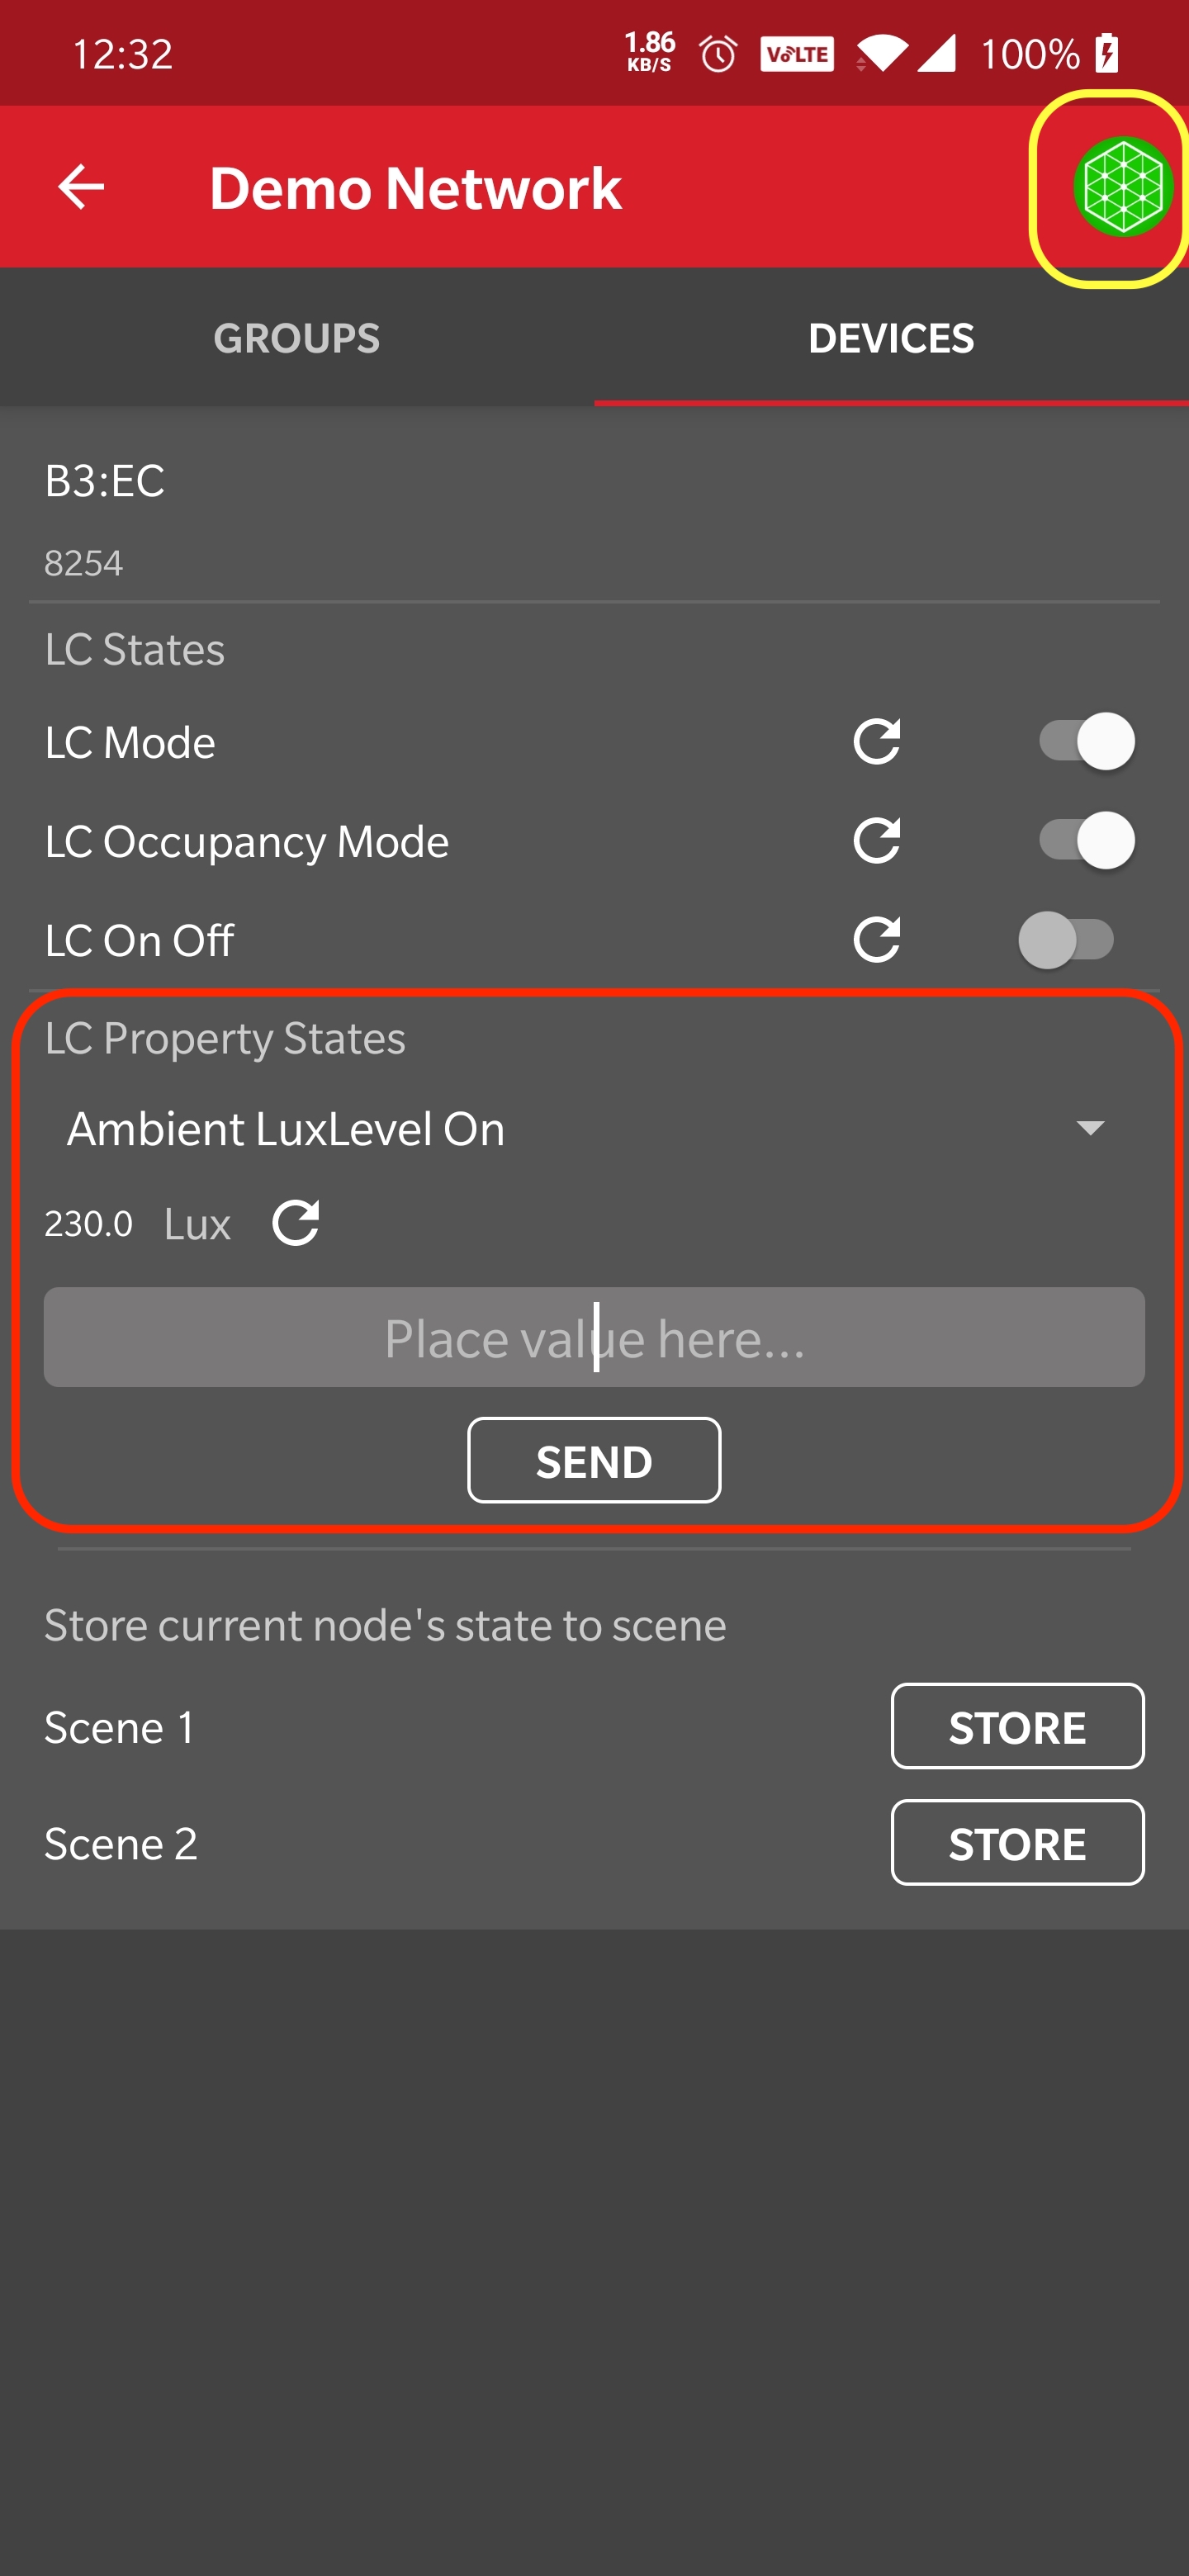 12:32
1.86
KB/S
VoLTE
100%
Demo Network
GROUPS
DEVICES
B3:EC
8254
LC States
LC Mode
LC Occupancy Mode
LC On Off
LC Property States
Ambient LuxLevel On
230.0 Lux
Place value here...
SEND
Store current node's state to scene
Scene 1
STORE
Scene 2
STORE